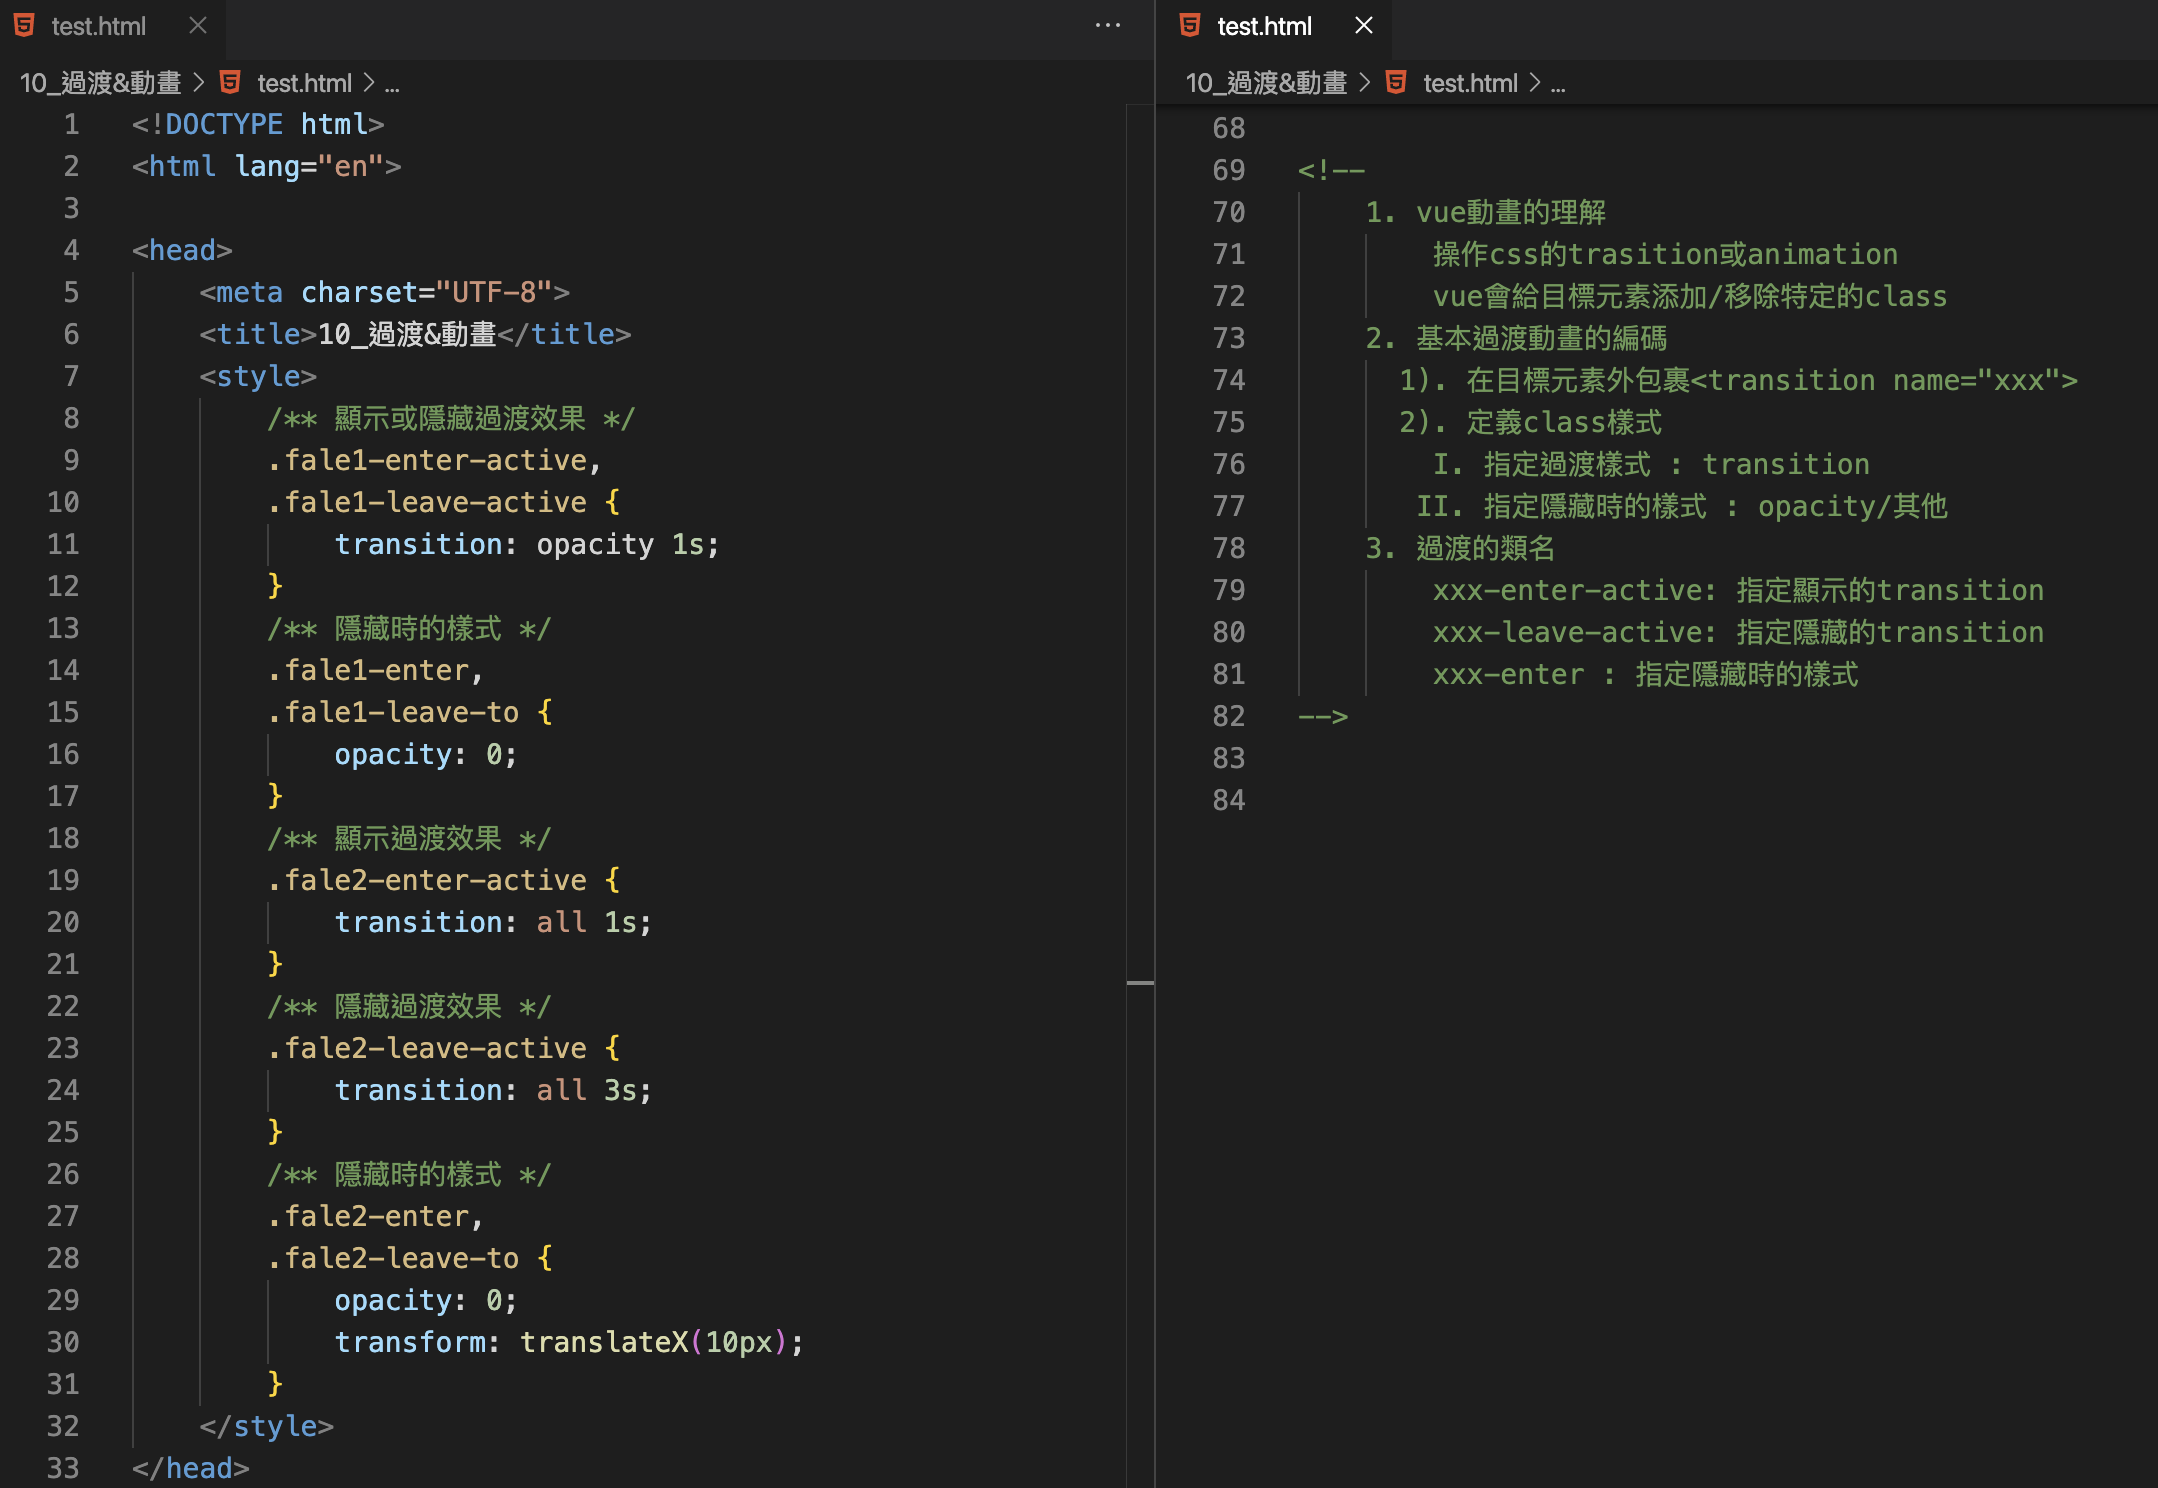 test.html
10_過渡&動畫 > test.html > ...
1 <!DOCTYPE html>
2 <html lang="en">
3
4 <head>
5 <meta charset="UTF-8">
6 <title>10_過渡&動畫</title>
7 <style>
8 /** 顯示或隱藏過渡效果 */
9 .fale1-enter-active,
10 .fale1-leave-active {
11 transition: opacity 1s;
12 }
13 /** 隱藏時的樣式 */
14 .fale1-enter,
15 .fale1-leave-to {
16 opacity: 0;
17 }
18 /** 顯示過渡效果 */
19 .fale2-enter-active {
20 transition: all 1s;
21 }
22 /** 隱藏過渡效果 */
23 .fale2-leave-active {
24 transition: all 3s;
25 }
26 /** 隱藏時的樣式 */
27 .fale2-enter,
28 .fale2-leave-to {
29 opacity: 0;
30 transform: translateX(10px);
31 }
32 </style>
33 </head>
test.html
10_過渡&動畫 > test.html > ...
68
69 <!--
70 1. vue動畫的理解
71 操作css的trasition或animation
72 vue會給目標元素添加/移除特定的class
73 2. 基本過渡動畫的編碼
74 1). 在目標元素外包裹<transition name="xxx">
75 2). 定義class樣式
76 I. 指定過渡樣式 : transition
77 II. 指定隱藏時的樣式 : opacity/其他
78 3. 過渡的類名
79 xxx-enter-active: 指定顯示的transition
80 xxx-leave-active: 指定隱藏的transition
81 xxx-enter : 指定隱藏時的樣式
82 -->
83
84